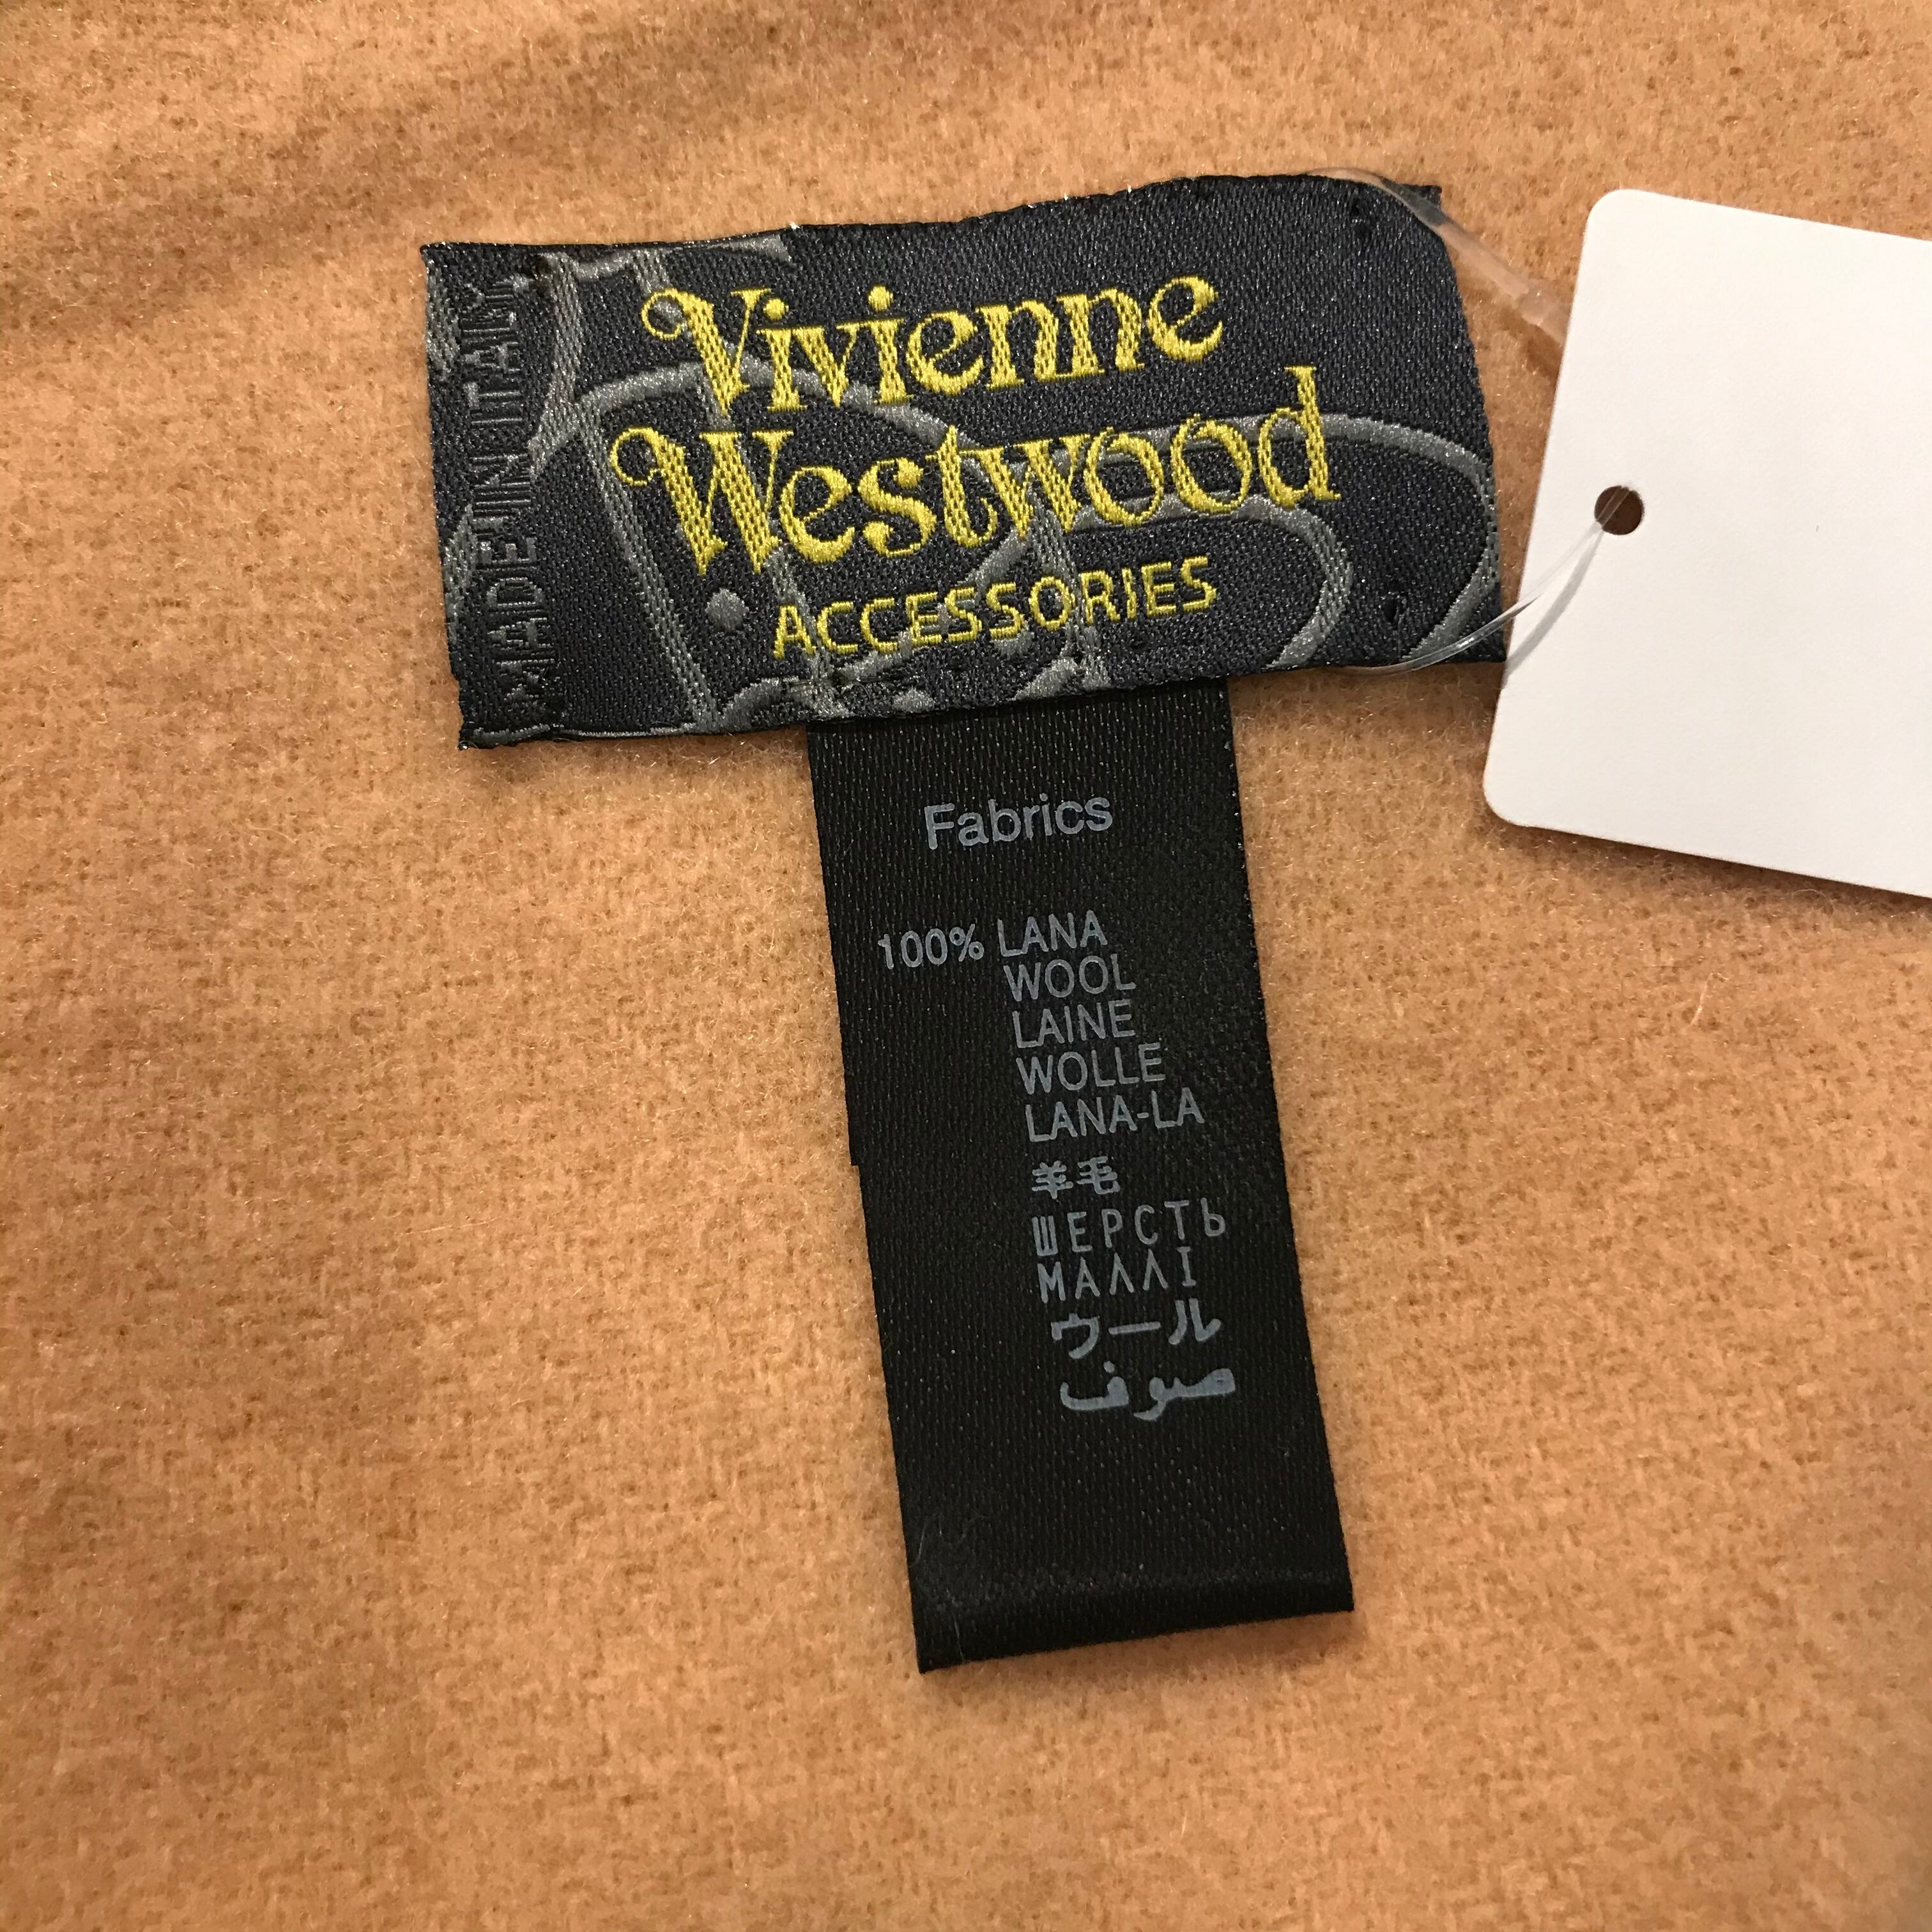 MADE IN ITALY
Vivienne
Westwood
ACCESSORIES
Fabrics
100% LANA
WOOL
LAINE
WOLLE
LANA-LA
羊毛
ШЕРСТЬ
ΜΑΛΛΙ
ウール
صوف